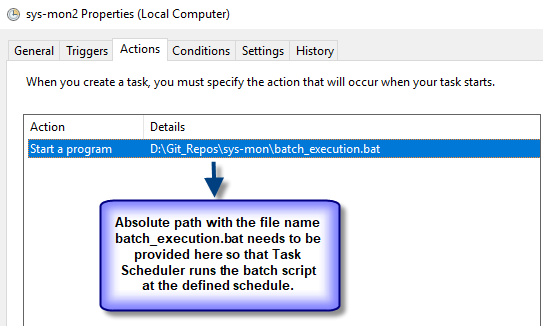 sys-mon2 Properties (Local Computer)
General Triggers Actions Conditions Settings History
When you create a task, you must specify the action that will occur when your task starts.
Action Details
Start a program D:\Git_Repos\sys-mon\batch_execution.bat
Absolute path with the file name
batch_execution.bat needs to be
provided here so that Task
Scheduler runs the batch script
at the defined schedule.